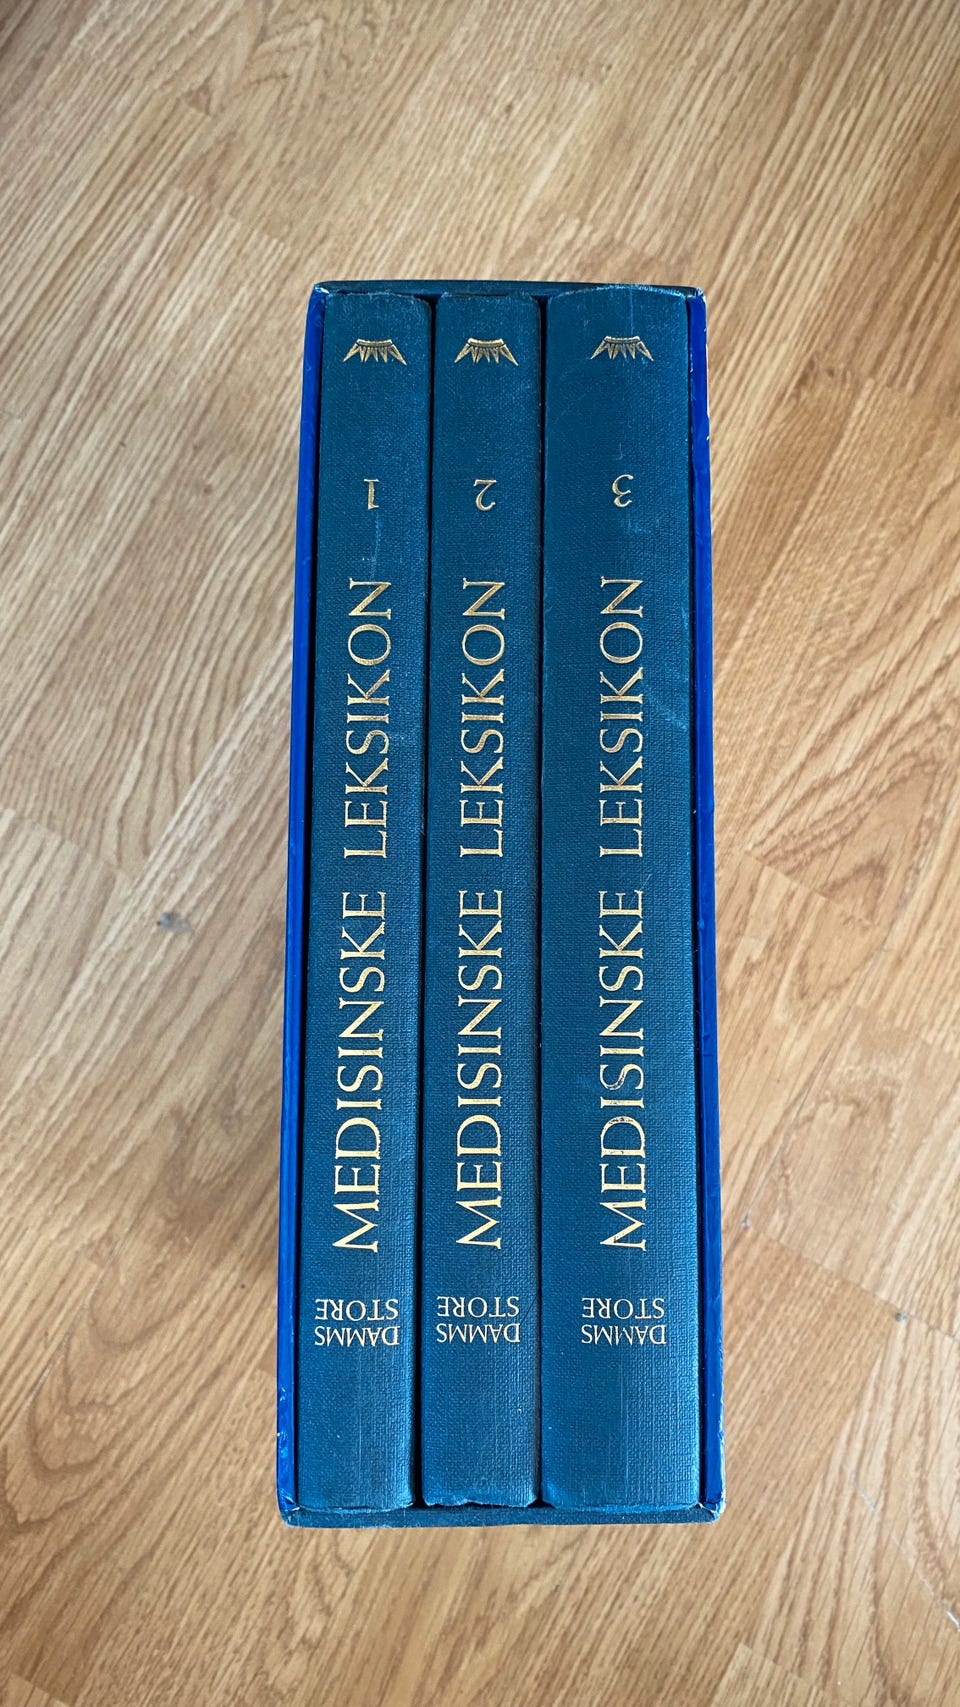 DAMMS
STORE
MEDISINSKE LEKSIKON
1
DAMMS
STORE
MEDISINSKE LEKSIKON
2
DAMMS
STORE
MEDISINSKE LEKSIKON
3